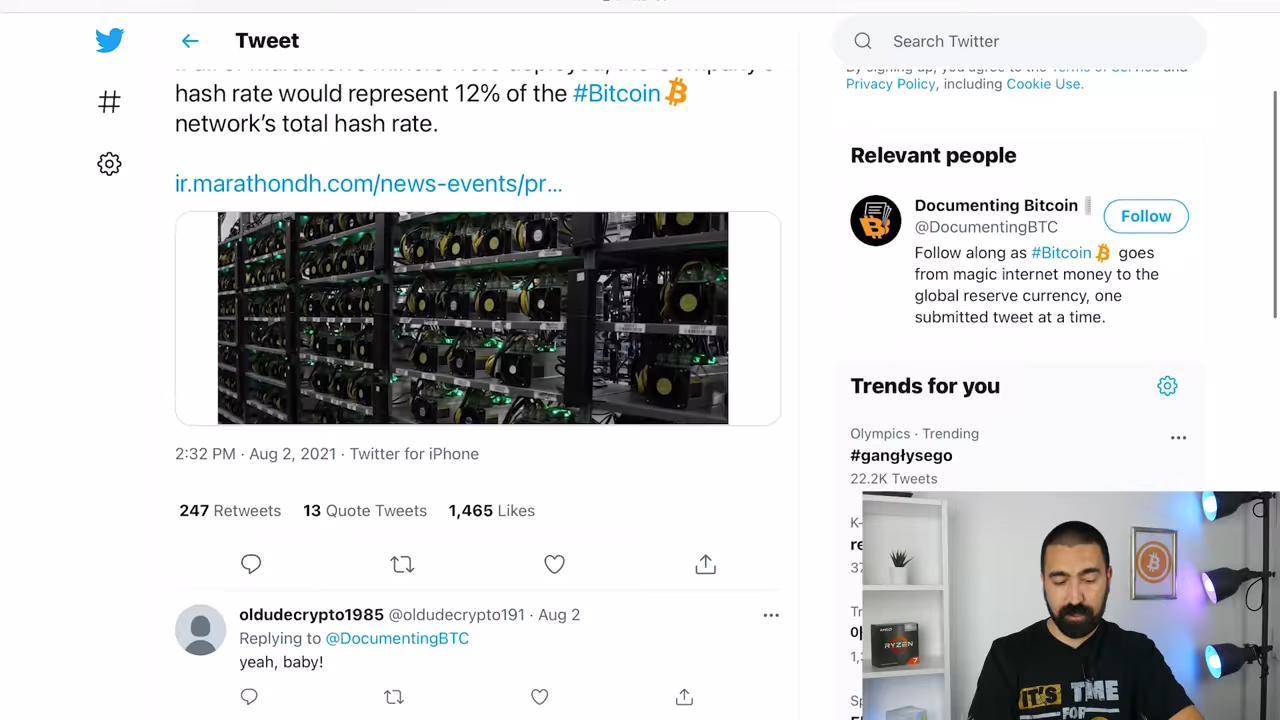 Tweet
Search Twitter
hash rate would represent 12% of the #Bitcoin
network's total hash rate.
ir.marathondh.com/news-events/pr...
2:32 PM · Aug 2, 2021 · Twitter for iPhone
247 Retweets 13 Quote Tweets 1,465 Likes
oldudecrypto1985 @oldudecrypto191 · Aug 2
Replying to @DocumentingBTC
yeah, baby!
Privacy Policy, including Cookie Use.
Relevant people
Documenting Bitcoin
@DocumentingBTC
Follow
Follow along as #Bitcoin goes
from magic internet money to the
global reserve currency, one
submitted tweet at a time.
Trends for you
Olympics · Trending
#gangłysego
22.2K Tweets
AMD
RYZEN
7
IT'S TIME
FOR